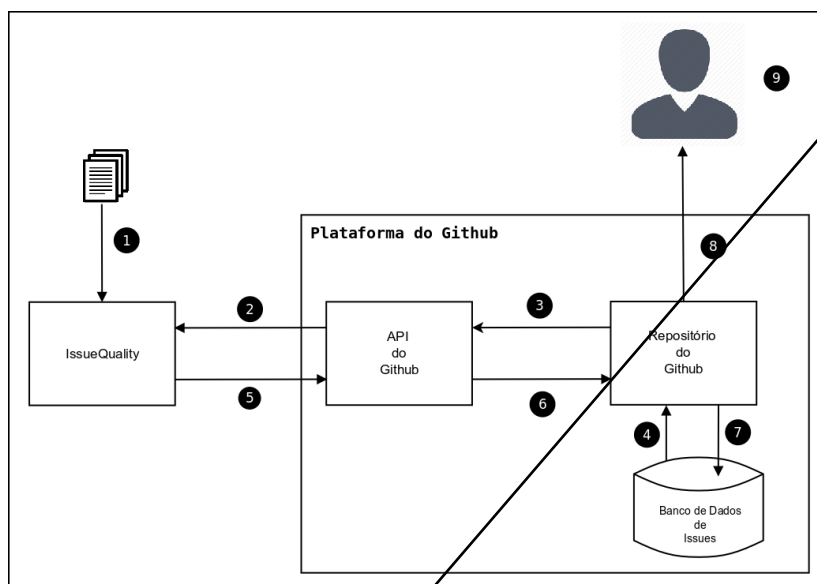 9
1
Plataforma do Github
8
2
3
IssueQuality
API
do
Github
Repositório
do
Github
5
6
4
7
Banco de Dados
de
Issues